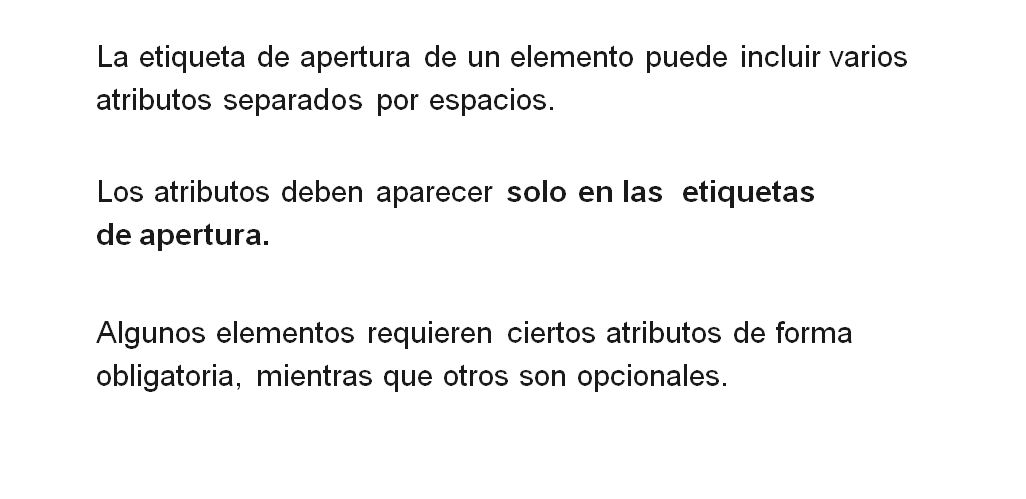 La etiqueta de apertura de un elemento puede incluir varios
atributos separados por espacios.
Los atributos deben aparecer solo en las etiquetas
de apertura.
Algunos elementos requieren ciertos atributos de forma
obligatoria, mientras que otros son opcionales.